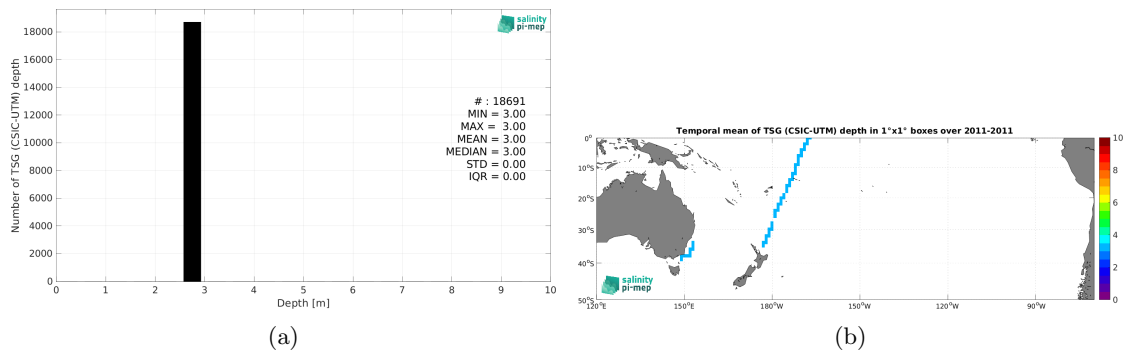 salinity
pi-mep
Number of TSG (CSIC-UTM) depth
18000
16000
14000
12000
10000
8000
6000
4000
2000
0
# : 18691
MIN = 3.00
MAX = 3.00
MEAN = 3.00
MEDIAN = 3.00
STD = 0.00
IQR = 0.00
0 1 2 3 4 5 6 7 8 9 10
Depth [m]
(a)
Temporal mean of TSG (CSIC-UTM) depth in 1°x1° boxes over 2011-2011
0°
10°S
20°S
30°S
40°S
50°S
120°E 150°E 180°W 150°W 120°W 90°W
salinity
pi-mep
10
8
6
4
2
0
(b)